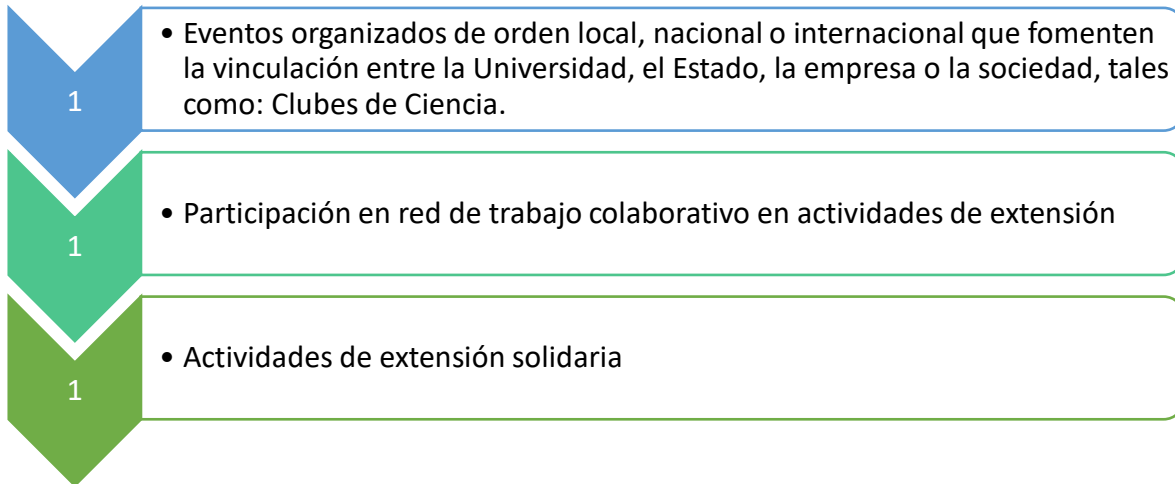 • Eventos organizados de orden local, nacional o internacional que fomenten
la vinculación entre la Universidad, el Estado, la empresa o la sociedad, tales
como: Clubes de Ciencia.
1
• Participación en red de trabajo colaborativo en actividades de extensión
1
• Actividades de extensión solidaria
1